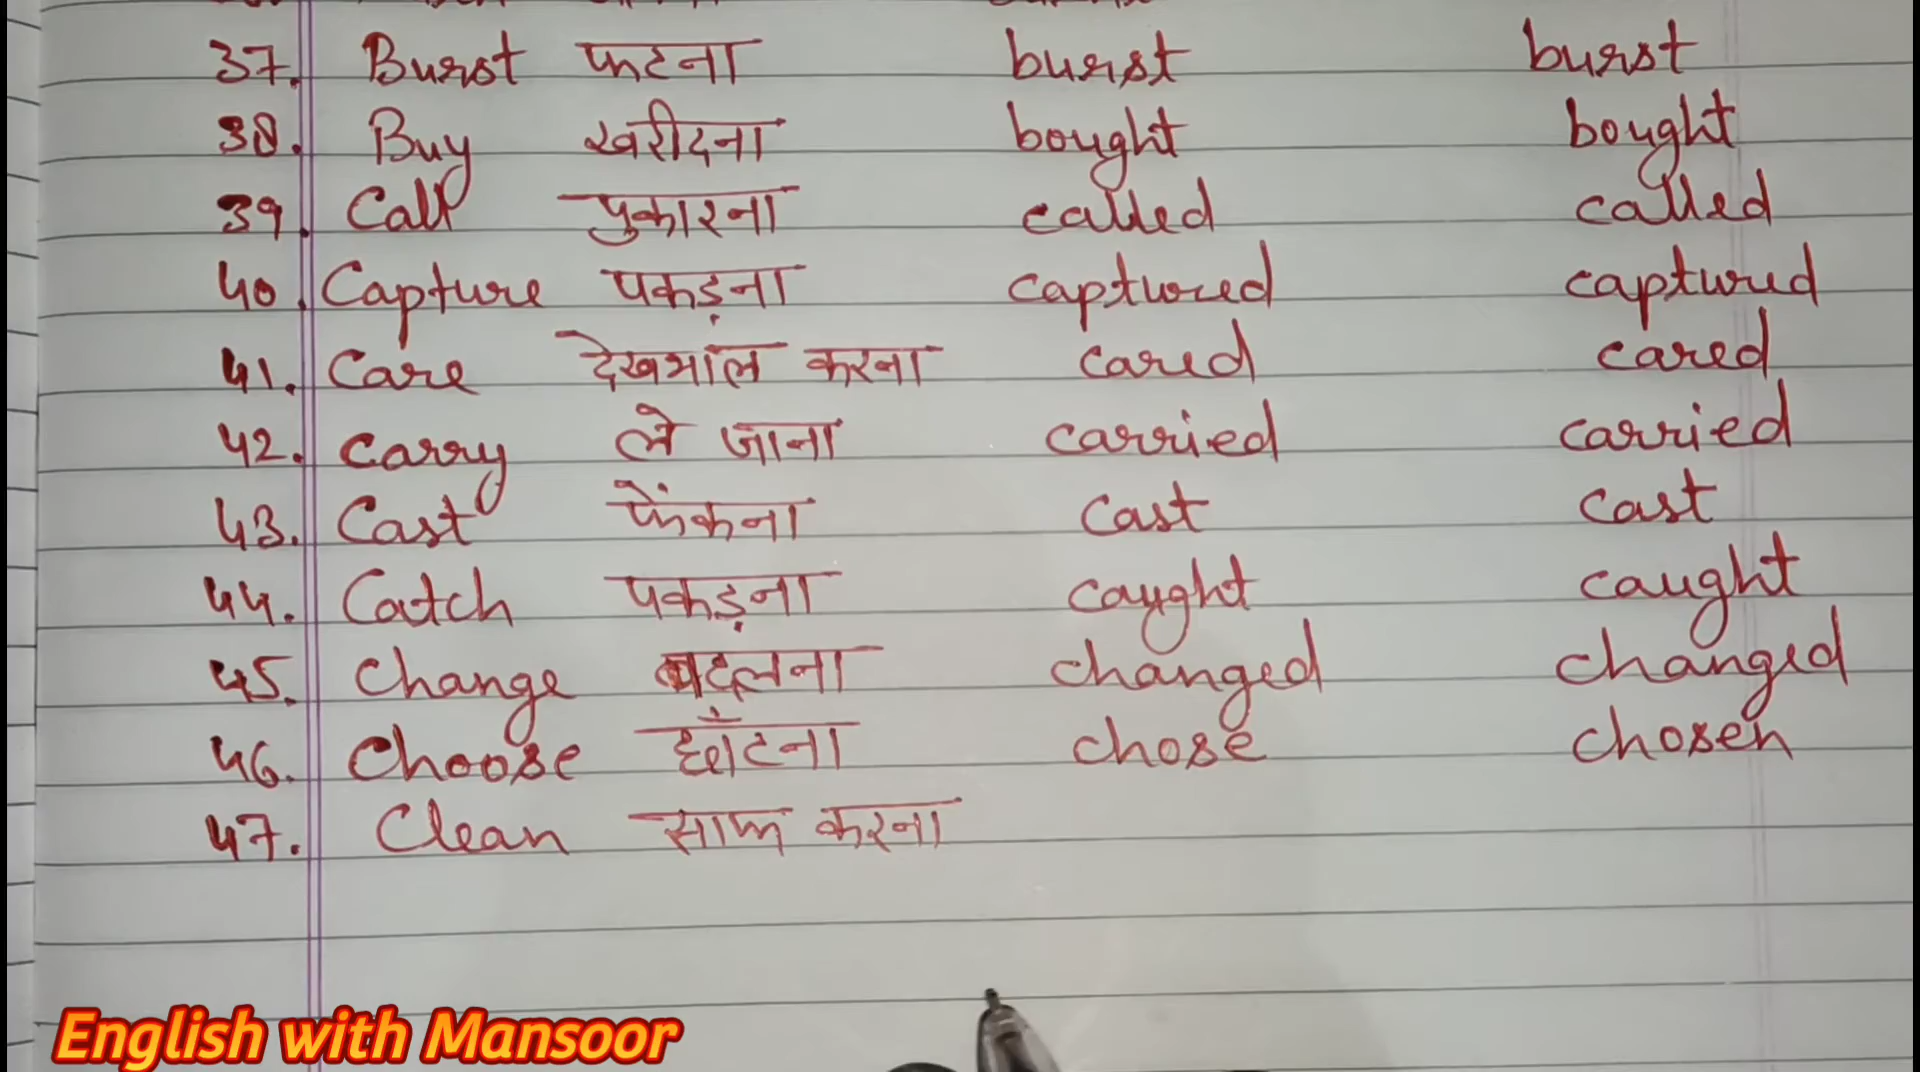 37. Burst फटना burst burst
38. Buy खरीदना bought bought
39. Call पुकारना called called
40. Capture पकड़ना captured captured
41. Care देखभाल करना cared cared
42. Carry ले जाना carried carried
43. Cast फेंकना cast cast
44. Catch पकड़ना caught caught
45. Change बदलना changed changed
46. Choose छाँटना chose chosen
47. Clean साफ करना
English with Mansoor